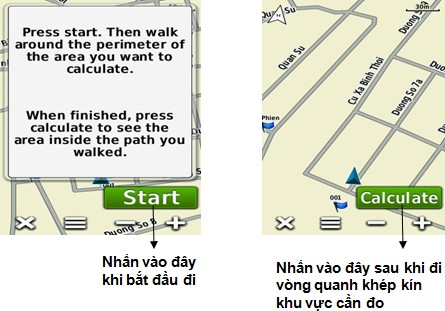 Press start. Then walk
around the perimeter of
the area you want to
calculate.
When finished, press
calculate to see the
area inside the path you
walked.
Start
Duong So B
Nhấn vào đây
khi bắt đầu đi
Su
30m
Quan Su
Duong So
Cu Xa Binh Thoi
Duong So 7a
Phien
001
Calculate
Nhấn vào đây sau khi đi
vòng quanh khép kín
khu vực cần đo